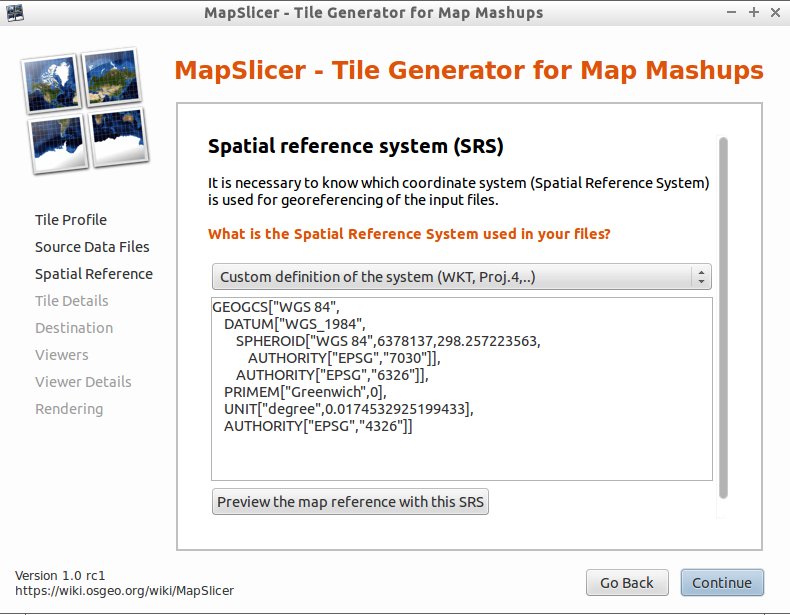 MapSlicer - Tile Generator for Map Mashups
MapSlicer - Tile Generator for Map Mashups
Tile Profile
Source Data Files
Spatial Reference
Tile Details
Destination
Viewers
Viewer Details
Rendering
Spatial reference system (SRS)
It is necessary to know which coordinate system (Spatial Reference System)
is used for georeferencing of the input files.
What is the Spatial Reference System used in your files?
Custom definition of the system (WKT, Proj.4,..)
GEOGCS["WGS 84",
DATUM["WGS_1984",
SPHEROID["WGS 84",6378137,298.257223563,
AUTHORITY["EPSG","7030"]],
AUTHORITY["EPSG","6326"]],
PRIMEM["Greenwich",0],
UNIT["degree",0.0174532925199433],
AUTHORITY["EPSG","4326"]]
Preview the map reference with this SRS
Version 1.0 rc1
https://wiki.osgeo.org/wiki/MapSlicer
Go Back
Continue